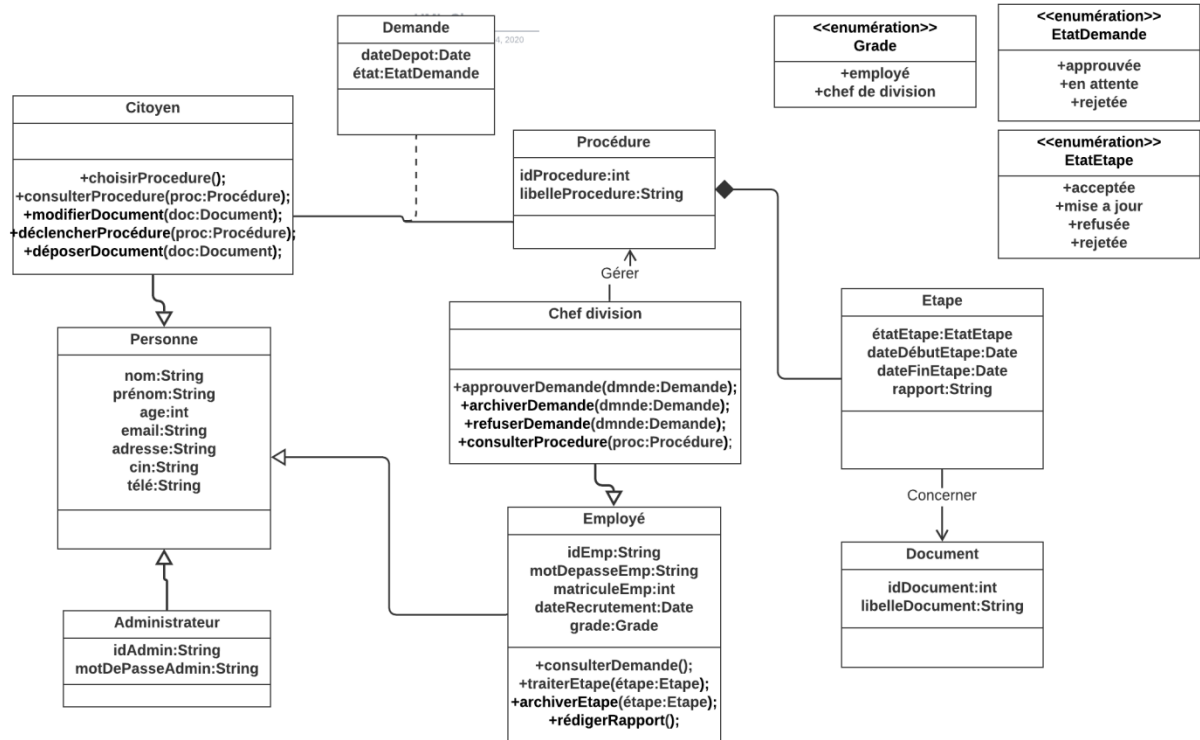 Demande
4, 2020
dateDepot:Date
état:EtatDemande
<<enumération>>
Grade
+employé
+chef de division
<<enumération>>
EtatDemande
+approuvée
+en attente
+rejetée
Citoyen
+choisirProcedure();
+consulterProcedure(proc:Procédure);
+modifierDocument(doc:Document);
+déclencherProcédure(proc:Procédure);
+déposerDocument(doc:Document);
Procédure
idProcedure:int
libelleProcedure:String
<<enumération>>
EtatEtape
+acceptée
+mise a jour
+refusée
+rejetée
Gérer
Personne
nom:String
prénom:String
age:int
email:String
adresse:String
cin:String
télé:String
Chef division
+approuverDemande(dmnde:Demande);
+archiverDemande(dmnde:Demande);
+refuserDemande(dmnde:Demande);
+consulterProcedure(proc:Procédure);
Etape
étatEtape:EtatEtape
dateDébutEtape:Date
dateFinEtape:Date
rapport:String
Concerner
Employé
idEmp:String
motDepasseEmp:String
matriculeEmp:int
dateRecrutement:Date
grade:Grade
+consulterDemande();
+traiterEtape(étape:Etape);
+archiverEtape(étape:Etape);
+rédigerRapport();
Document
idDocument:int
libelleDocument:String
Administrateur
idAdmin:String
motDePasseAdmin:String